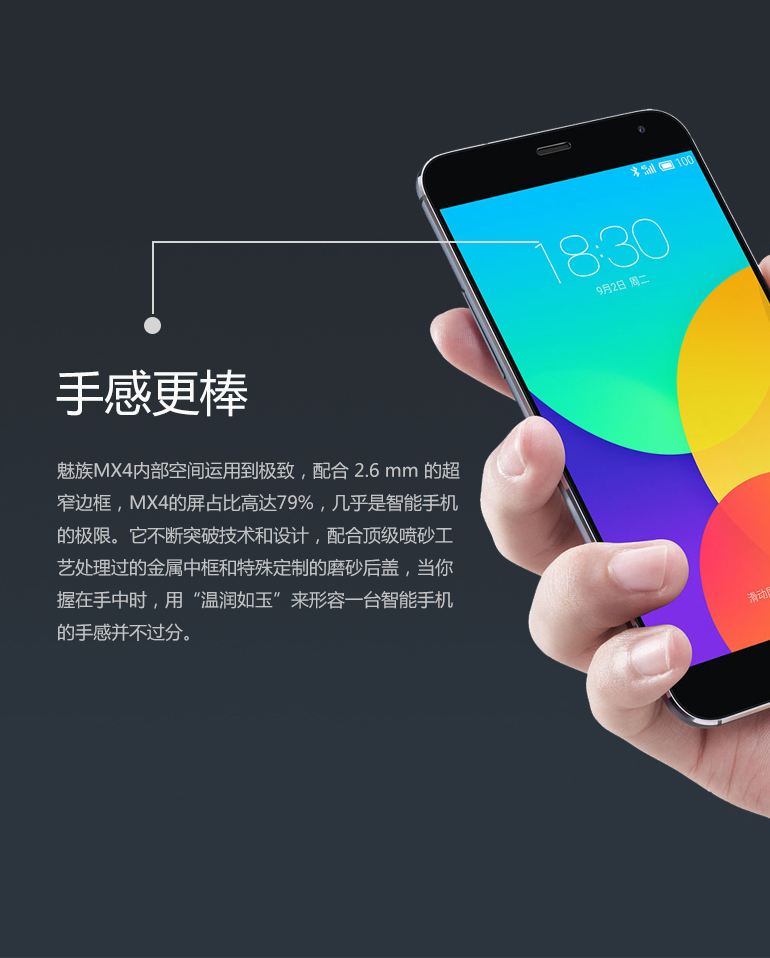 100
18:30
9月2日 周二
手感更棒
魅族MX4内部空间运用到极致，配合 2.6 mm 的超
窄边框，MX4的屏占比高达79%，几乎是智能手机
的极限。它不断突破技术和设计，配合顶级喷砂工
艺处理过的金属中框和特殊定制的磨砂后盖，当你
握在手中时，用“温润如玉”来形容一台智能手机
的手感并不过分。
滑动